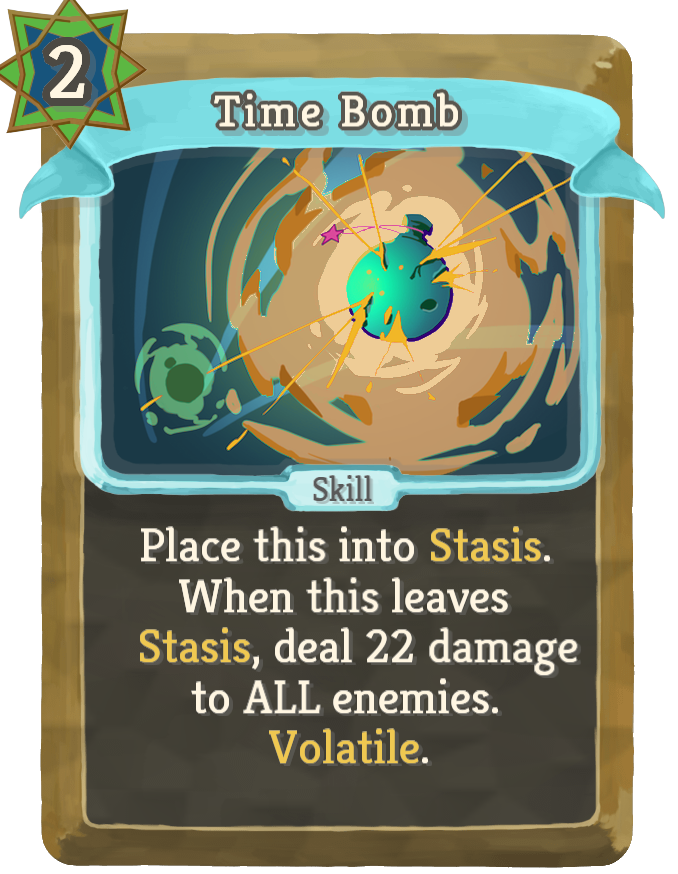 2
Time Bomb
Skill
Place this into Stasis.
When this leaves
Stasis, deal 22 damage
to ALL enemies.
Volatile.